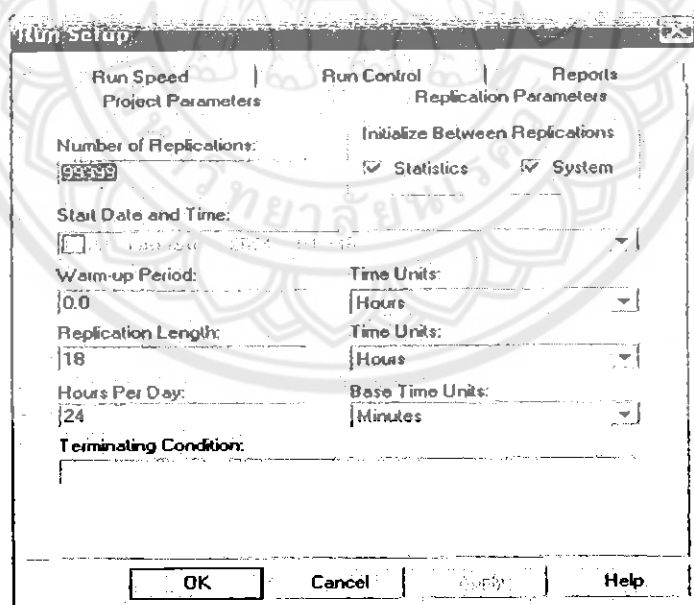 Run Setup
Run Speed Run Control Reports
Project Parameters Replication Parameters
Number of Replications: Initialize Between Replications
99999 Statistics System
Start Date and Time:
Warm-up Period: Time Units:
0.0 Hours
Replication Length: Time Units:
18 Hours
Hours Per Day: Base Time Units:
24 Minutes
Terminating Condition:
OK Cancel Apply Help